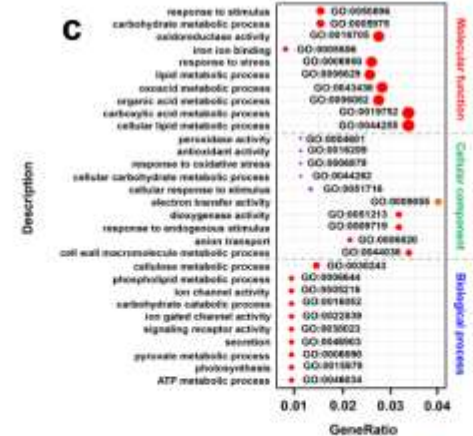 C
response to stimulus GO:0050896
carbohydrate metabolic process GO:0005975
oxidoreductase activity GO:0016705
iron ion binding GO:0005506
response to stress GO:0006950
lipid metabolic process GO:0006629
oxoacid metabolic process GO:0043436
organic acid metabolic process GO:0006082
carboxylic acid metabolic process GO:0019752
cellular lipid metabolic process GO:0044255
peroxidase activity GO:0004601
antioxidant activity GO:0016209
response to oxidative stress GO:0006979
cellular carbohydrate metabolic process GO:0044262
cellular response to stimulus GO:0051716
electron transfer activity GO:0009055
dioxygenase activity GO:0051213
response to endogenous stimulus GO:0009719
anion transport GO:0006820
cell wall macromolecule metabolic process GO:0044036
cellulose metabolic process GO:0030243
phospholipid metabolic process GO:0006644
Ion channel activity GO:0005216
carbohydrate catabolic process GO:0016052
ion gated channel activity GO:0022839
signaling receptor activity GO:0038023
secretion GO:0046903
pyruvate metabolic process GO:0006090
photosynthesis GO:0015979
ATP metabolic process GO:0046034
Description
Molecular function
Cellular component
Biological process
0.01 0.02 0.03 0.04
GeneRatio